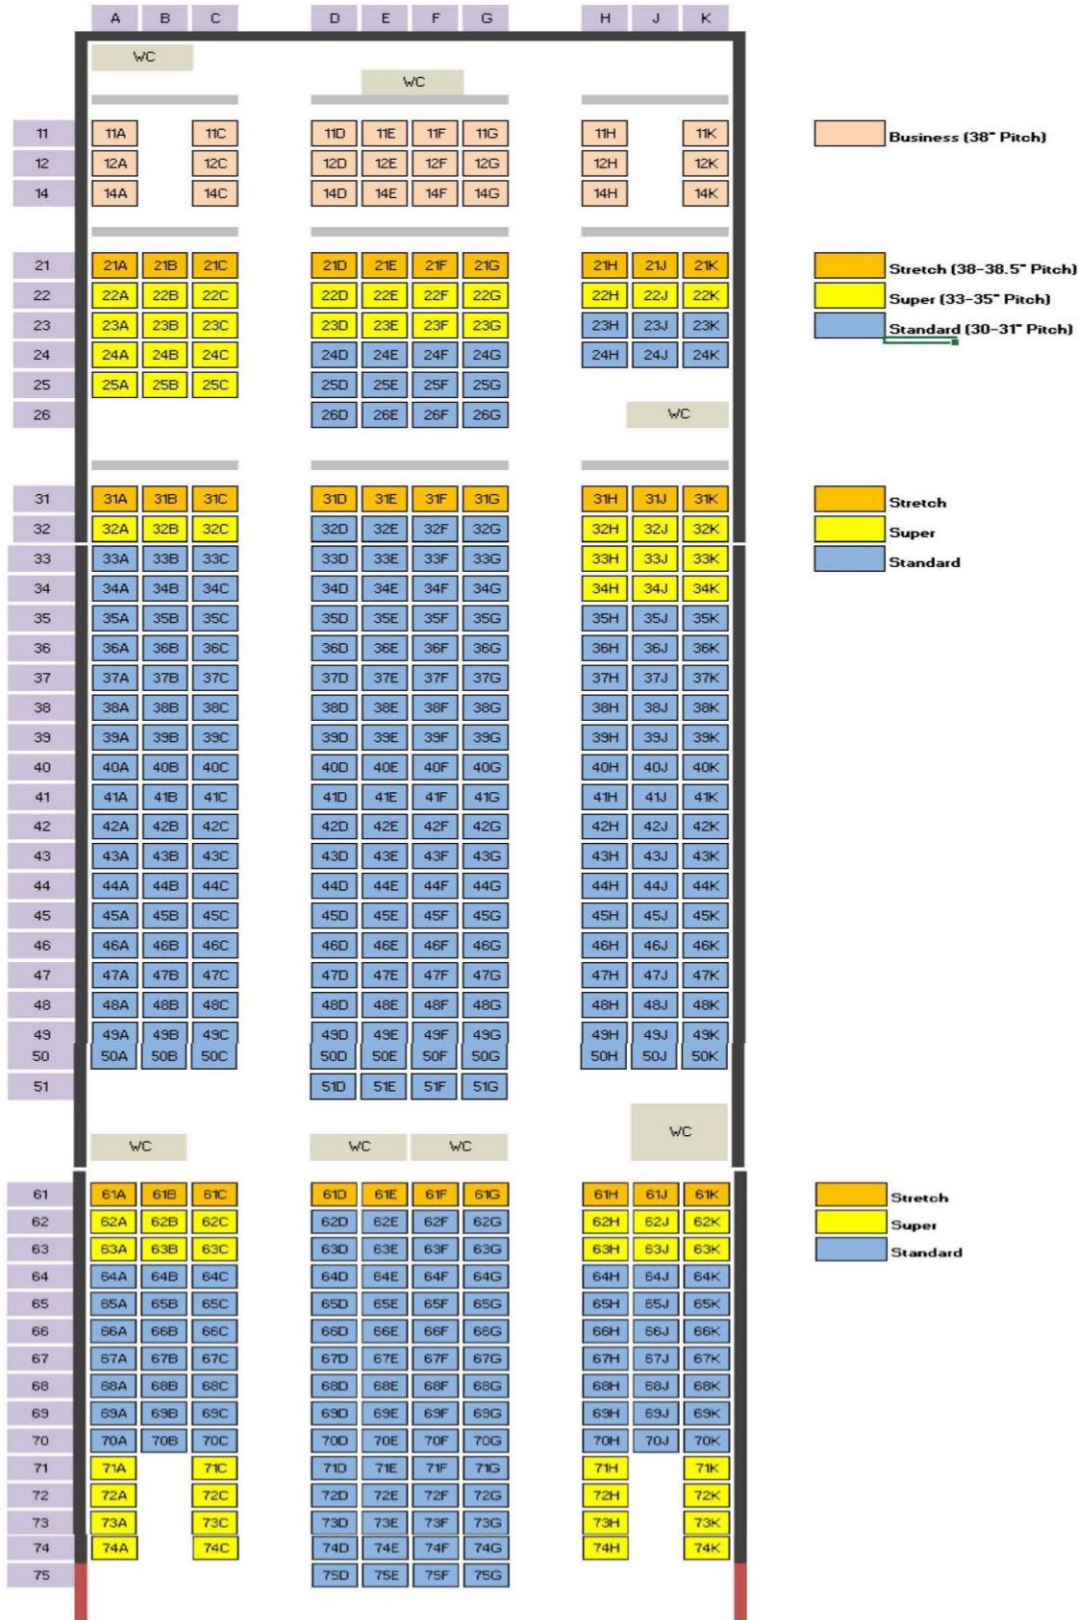 A B C D E F G H J K
WC
WC
11 11A 11C 11D 11E 11F 11G 11H 11K Business (38" Pitch)
12 12A 12C 12D 12E 12F 12G 12H 12K
14 14A 14C 14D 14E 14F 14G 14H 14K
21 21A 21B 21C 21D 21E 21F 21G 21H 21J 21K Stretch (38-38.5" Pitch)
22 22A 22B 22C 22D 22E 22F 22G 22H 22J 22K Super (33-35" Pitch)
23 23A 23B 23C 23D 23E 23F 23G 23H 23J 23K Standard (30-31" Pitch)
24 24A 24B 24C 24D 24E 24F 24G 24H 24J 24K
25 25A 25B 25C 25D 25E 25F 25G
26 26D 26E 26F 26G WC
31 31A 31B 31C 31D 31E 31F 31G 31H 31J 31K Stretch
32 32A 32B 32C 32D 32E 32F 32G 32H 32J 32K Super
33 33A 33B 33C 33D 33E 33F 33G 33H 33J 33K Standard
34 34A 34B 34C 34D 34E 34F 34G 34H 34J 34K
35 35A 35B 35C 35D 35E 35F 35G 35H 35J 35K
36 36A 36B 36C 36D 36E 36F 36G 36H 36J 36K
37 37A 37B 37C 37D 37E 37F 37G 37H 37J 37K
38 38A 38B 38C 38D 38E 38F 38G 38H 38J 38K
39 39A 39B 39C 39D 39E 39F 39G 39H 39J 39K
40 40A 40B 40C 40D 40E 40F 40G 40H 40J 40K
41 41A 41B 41C 41D 41E 41F 41G 41H 41J 41K
42 42A 42B 42C 42D 42E 42F 42G 42H 42J 42K
43 43A 43B 43C 43D 43E 43F 43G 43H 43J 43K
44 44A 44B 44C 44D 44E 44F 44G 44H 44J 44K
45 45A 45B 45C 45D 45E 45F 45G 45H 45J 45K
46 46A 46B 46C 46D 46E 46F 46G 46H 46J 46K
47 47A 47B 47C 47D 47E 47F 47G 47H 47J 47K
48 48A 48B 48C 48D 48E 48F 48G 48H 48J 48K
49 49A 49B 49C 49D 49E 49F 49G 49H 49J 49K
50 50A 50B 50C 50D 50E 50F 50G 50H 50J 50K
51 51D 51E 51F 51G
WC WC WC WC
61 61A 61B 61C 61D 61E 61F 61G 61H 61J 61K Stretch
62 62A 62B 62C 62D 62E 62F 62G 62H 62J 62K Super
63 63A 63B 63C 63D 63E 63F 63G 63H 63J 63K Standard
64 64A 64B 64C 64D 64E 64F 64G 64H 64J 64K
65 65A 65B 65C 65D 65E 65F 65G 65H 65J 65K
66 66A 66B 66C 66D 66E 66F 66G 66H 66J 66K
67 67A 67B 67C 67D 67E 67F 67G 67H 67J 67K
68 68A 68B 68C 68D 68E 68F 68G 68H 68J 68K
69 69A 69B 69C 69D 69E 69F 69G 69H 69J 69K
70 70A 70B 70C 70D 70E 70F 70G 70H 70J 70K
71 71A 71C 71D 71E 71F 71G 71H 71K
72 72A 72C 72D 72E 72F 72G 72H 72K
73 73A 73C 73D 73E 73F 73G 73H 73K
74 74A 74C 74D 74E 74F 74G 74H 74K
75 75D 75E 75F 75G